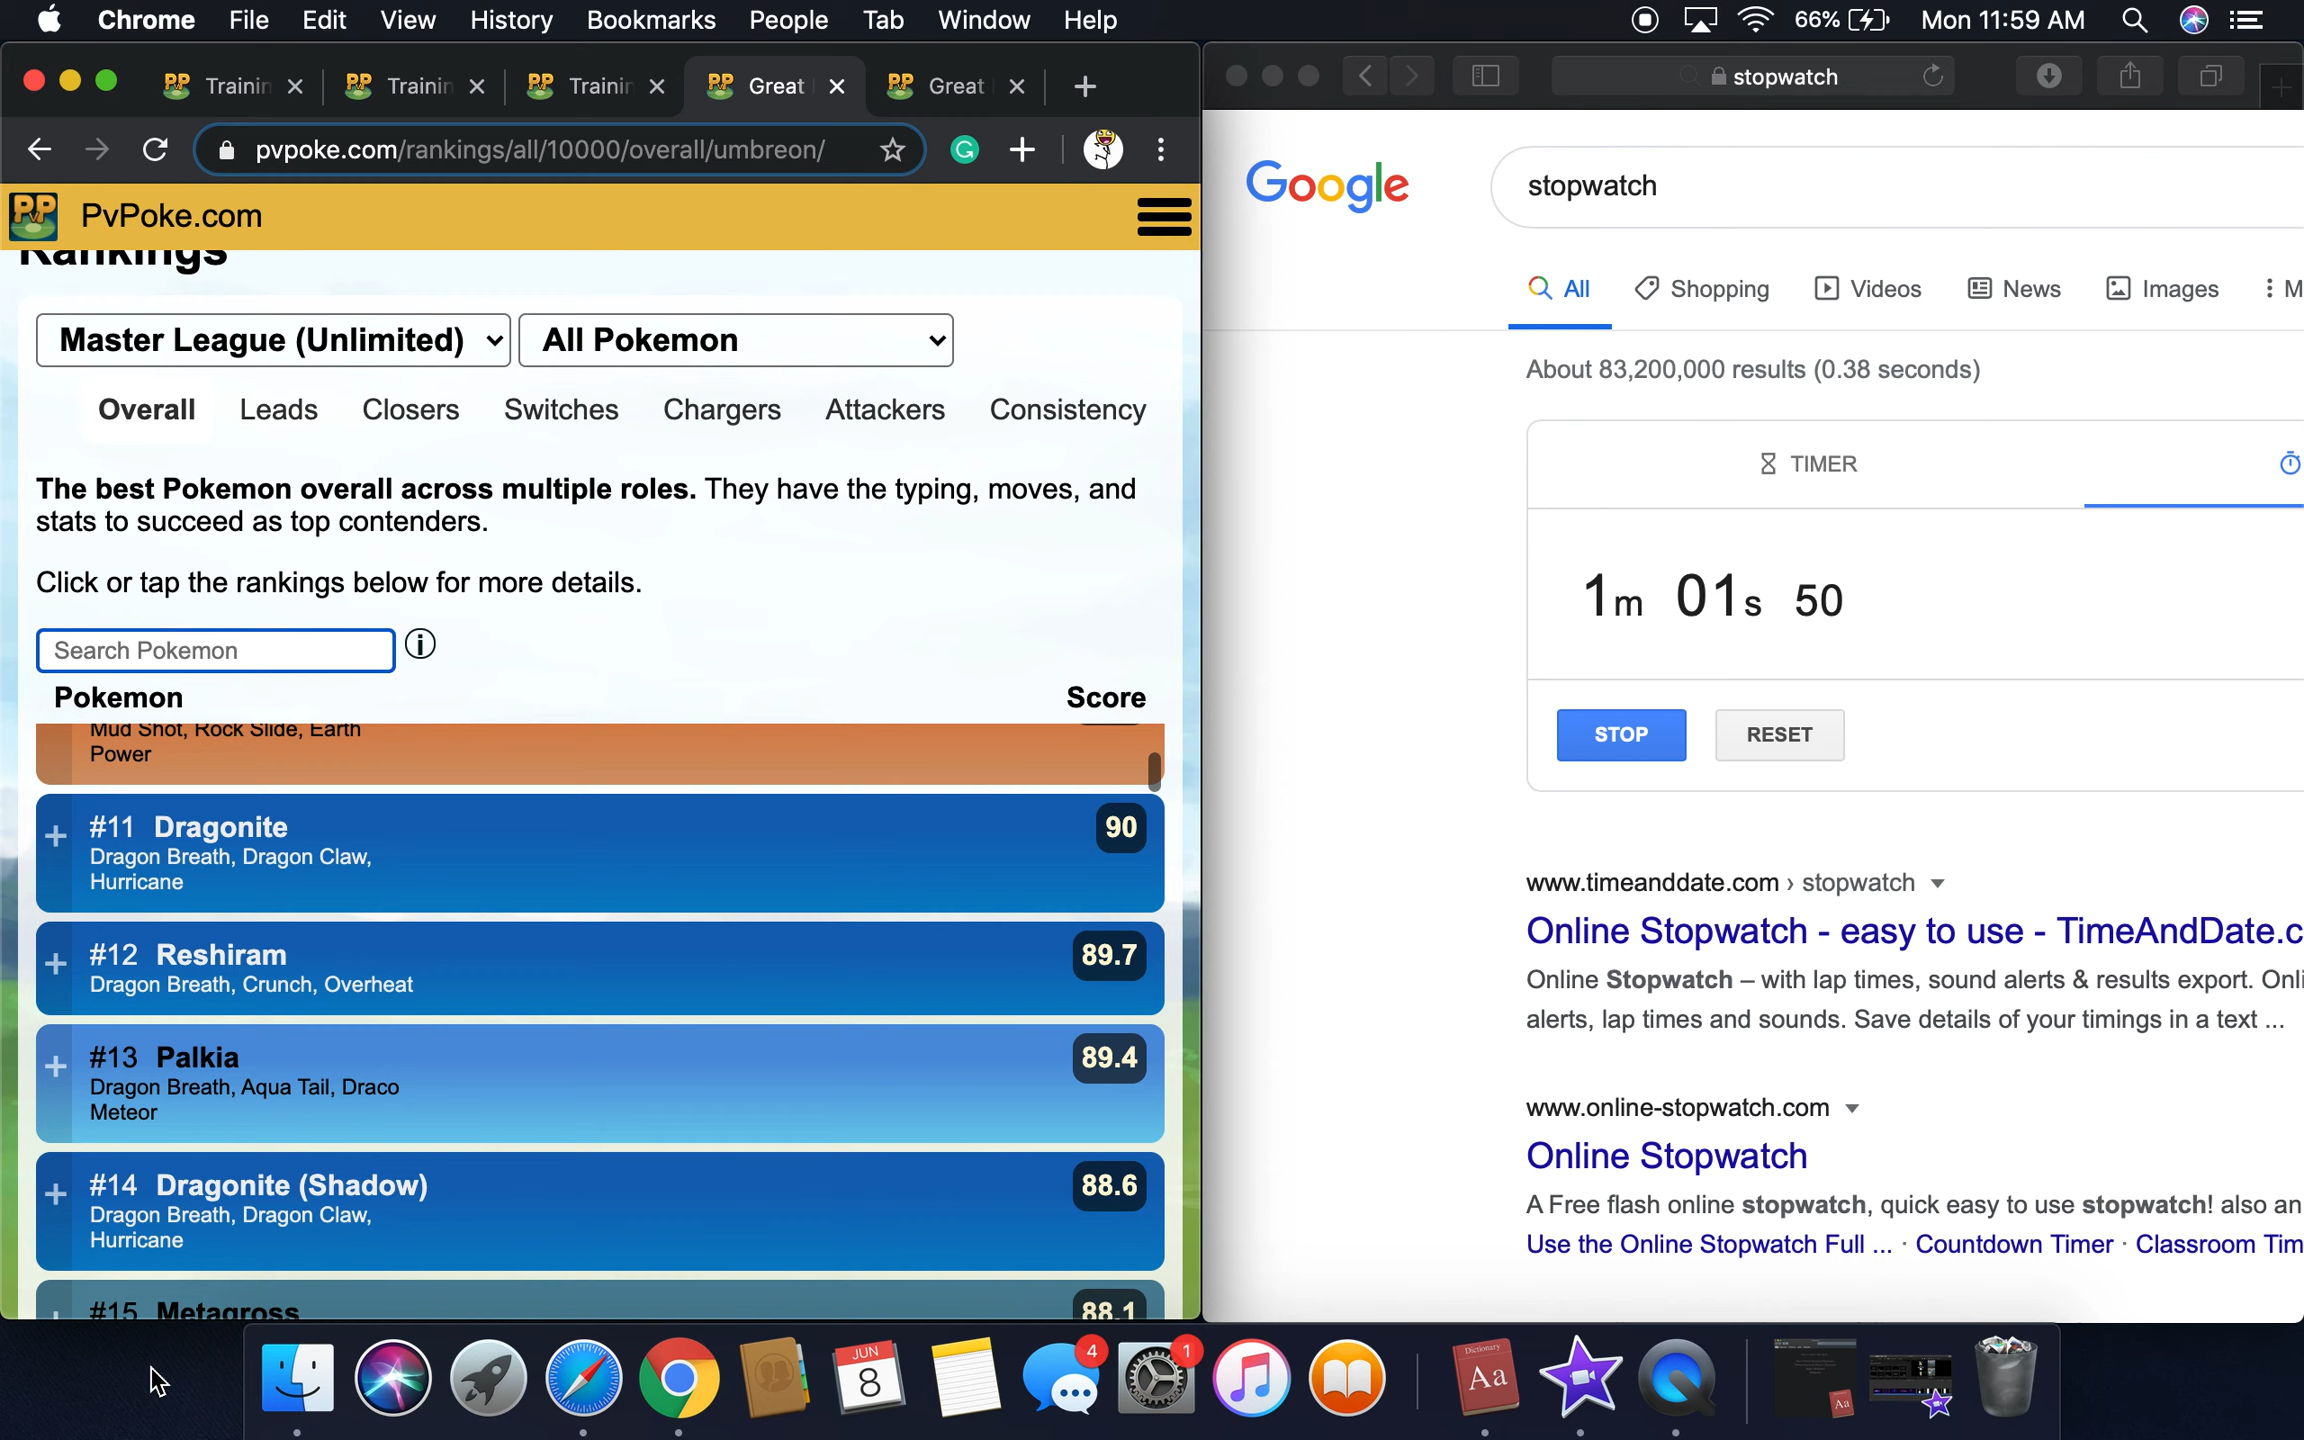 Chrome File Edit View History Bookmarks People Tab Window Help 66% Mon 11:59 AM
Trainin Trainin Trainin Great Great
pvpoke.com/rankings/all/10000/overall/umbreon/
PvPoke.com
Rankings
Master League (Unlimited) All Pokemon
Overall Leads Closers Switches Chargers Attackers Consistency
The best Pokemon overall across multiple roles. They have the typing, moves, and
stats to succeed as top contenders.
Click or tap the rankings below for more details.
Search Pokemon
Pokemon Score
Mud Shot, Rock Slide, Earth
Power
#11 Dragonite 90
Dragon Breath, Dragon Claw,
Hurricane
#12 Reshiram 89.7
Dragon Breath, Crunch, Overheat
#13 Palkia 89.4
Dragon Breath, Aqua Tail, Draco
Meteor
#14 Dragonite (Shadow) 88.6
Dragon Breath, Dragon Claw,
Hurricane
#15 Metagross 88.1
stopwatch
Google stopwatch
All Shopping Videos News Images M
About 83,200,000 results (0.38 seconds)
TIMER
1m 01s 50
STOP RESET
www.timeanddate.com › stopwatch
Online Stopwatch - easy to use - TimeAndDate.c
Online Stopwatch – with lap times, sound alerts & results export. Onli
alerts, lap times and sounds. Save details of your timings in a text ...
www.online-stopwatch.com
Online Stopwatch
A Free flash online stopwatch, quick easy to use stopwatch! also an
Use the Online Stopwatch Full ... · Countdown Timer · Classroom Tim
JUN
8
4
1
Dictionary
Aa
Aa